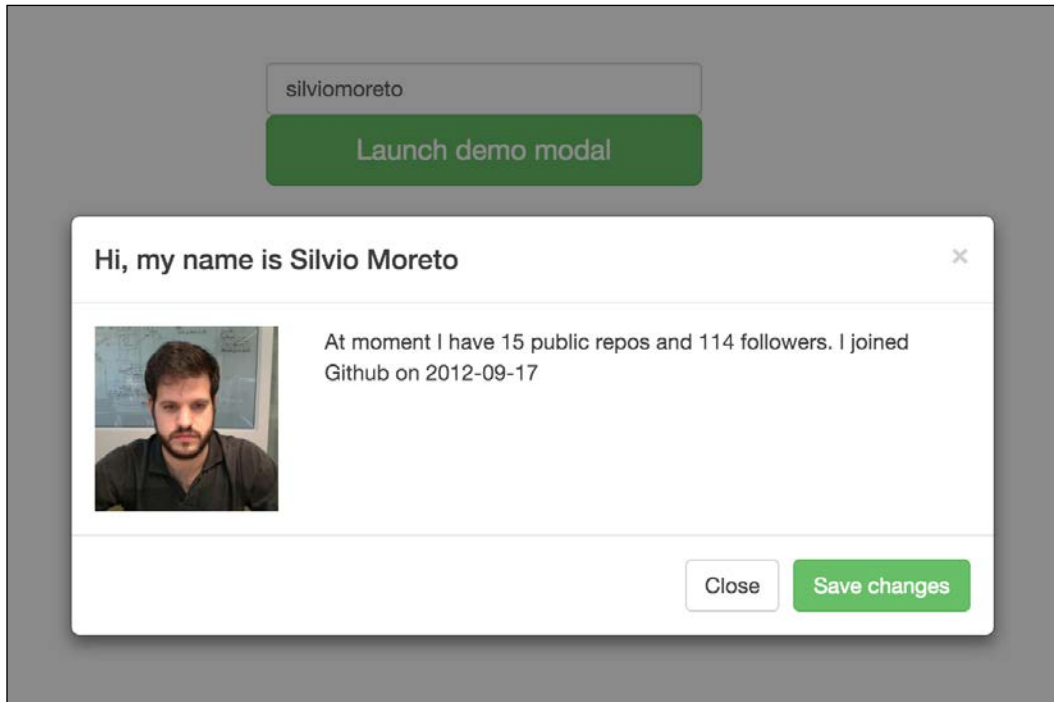 silviomoreto
Launch demo modal
Hi, my name is Silvio Moreto
×
At moment I have 15 public repos and 114 followers. I joined
Github on 2012-09-17
Close
Save changes